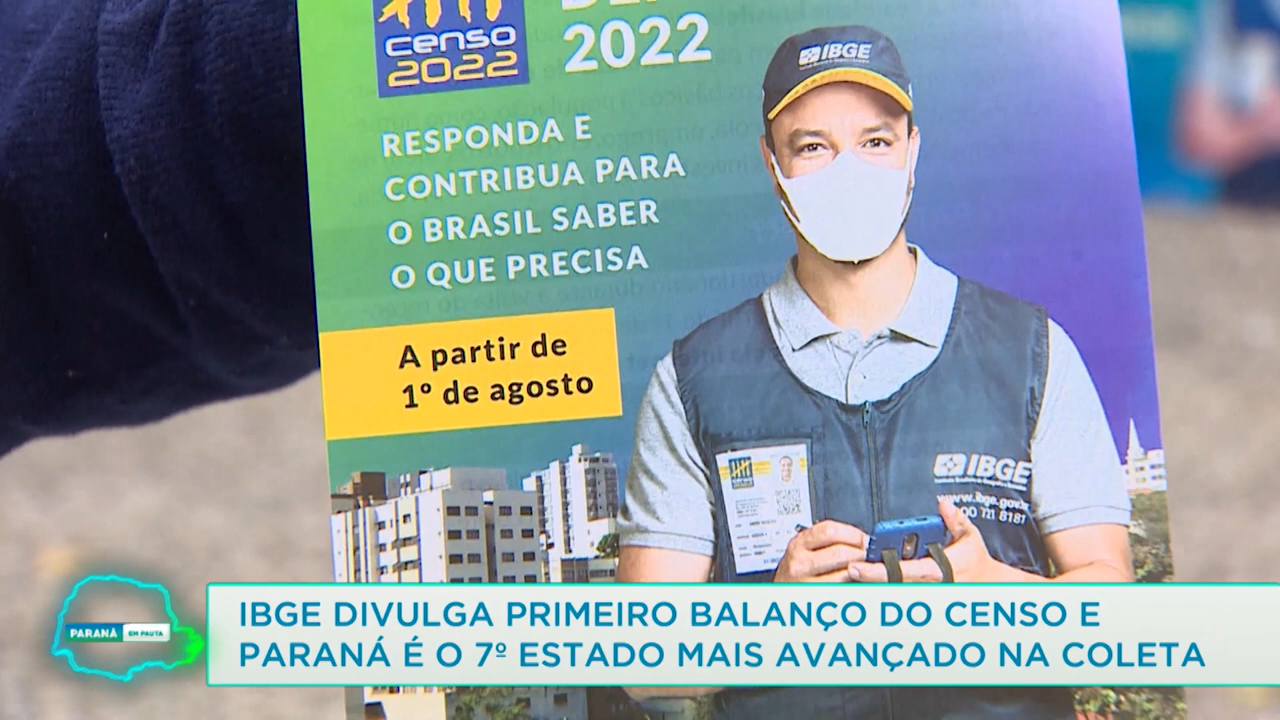 censo
2022
2022
RESPONDA E
CONTRIBUA PARA
O BRASIL SABER
O QUE PRECISA
A partir de
1º de agosto
IBGE
IBGE
www.ibge.gov.br
00 721 8181
PARANÁ EM PAUTA
IBGE DIVULGA PRIMEIRO BALANÇO DO CENSO E
PARANÁ É O 7º ESTADO MAIS AVANÇADO NA COLETA